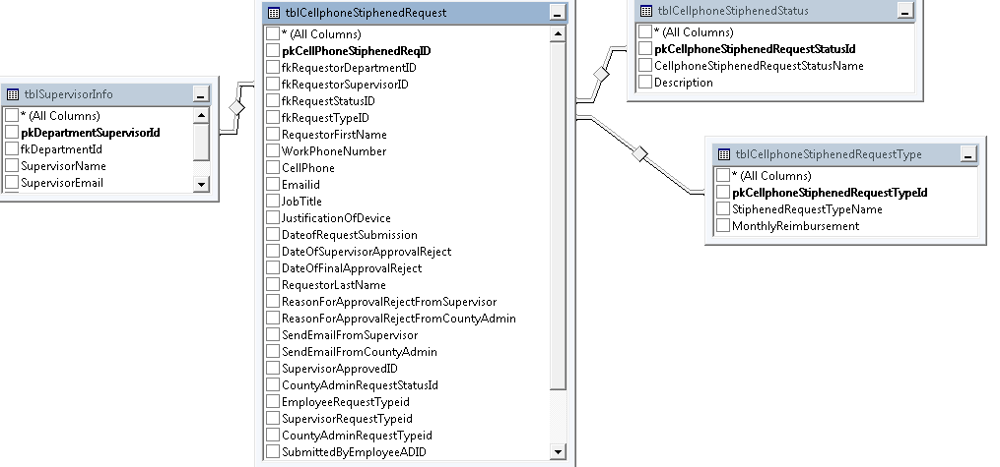 tblSupervisorInfo
* (All Columns)
pkDepartmentSupervisorId
fkDepartmentId
SupervisorName
SupervisorEmail
tblCellphoneStiphenedRequest
* (All Columns)
pkCellPhoneStiphenedReqID
fkRequestorDepartmentID
fkRequestorSupervisorID
fkRequestStatusID
fkRequestTypeID
RequestorFirstName
WorkPhoneNumber
CellPhone
Emailid
JobTitle
JustificationOfDevice
DateofRequestSubmission
DateOfSupervisorApprovalReject
DateOfFinalApprovalReject
RequestorLastName
ReasonForApprovalRejectFromSupervisor
ReasonForApprovalRejectFromCountyAdmin
SendEmailFromSupervisor
SendEmailFromCountyAdmin
SupervisorApprovedID
CountyAdminRequestStatusId
EmployeeRequestTypeid
SupervisorRequestTypeid
CountyAdminRequestTypeid
SubmittedByEmployeeADID
tblCellphoneStiphenedStatus
* (All Columns)
pkCellphoneStiphenedRequestStatusId
CellphoneStiphenedRequestStatusName
Description
tblCellphoneStiphenedRequestType
* (All Columns)
pkCellphoneStiphenedRequestTypeId
StiphenedRequestTypeName
MonthlyReimbursement